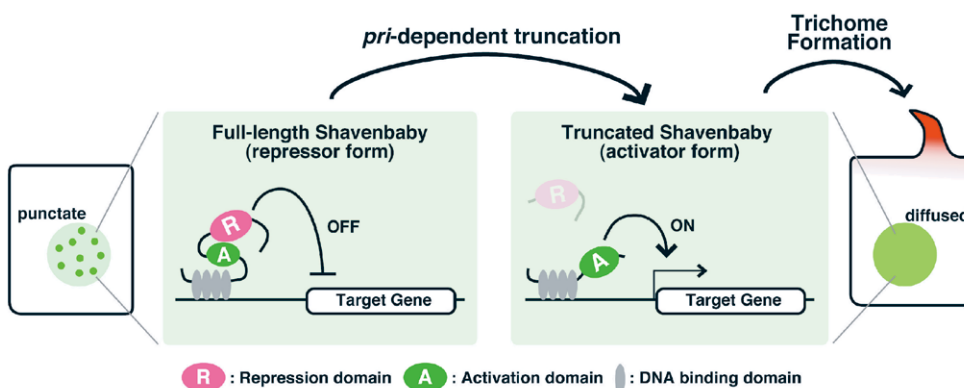 pri-dependent truncation
Trichome
Formation
Full-length Shavenbaby
(repressor form)
Truncated Shavenbaby
(activator form)
punctate
R
A
OFF
Target Gene
R
A
ON
Target Gene
diffused
R : Repression domain A : Activation domain : DNA binding domain